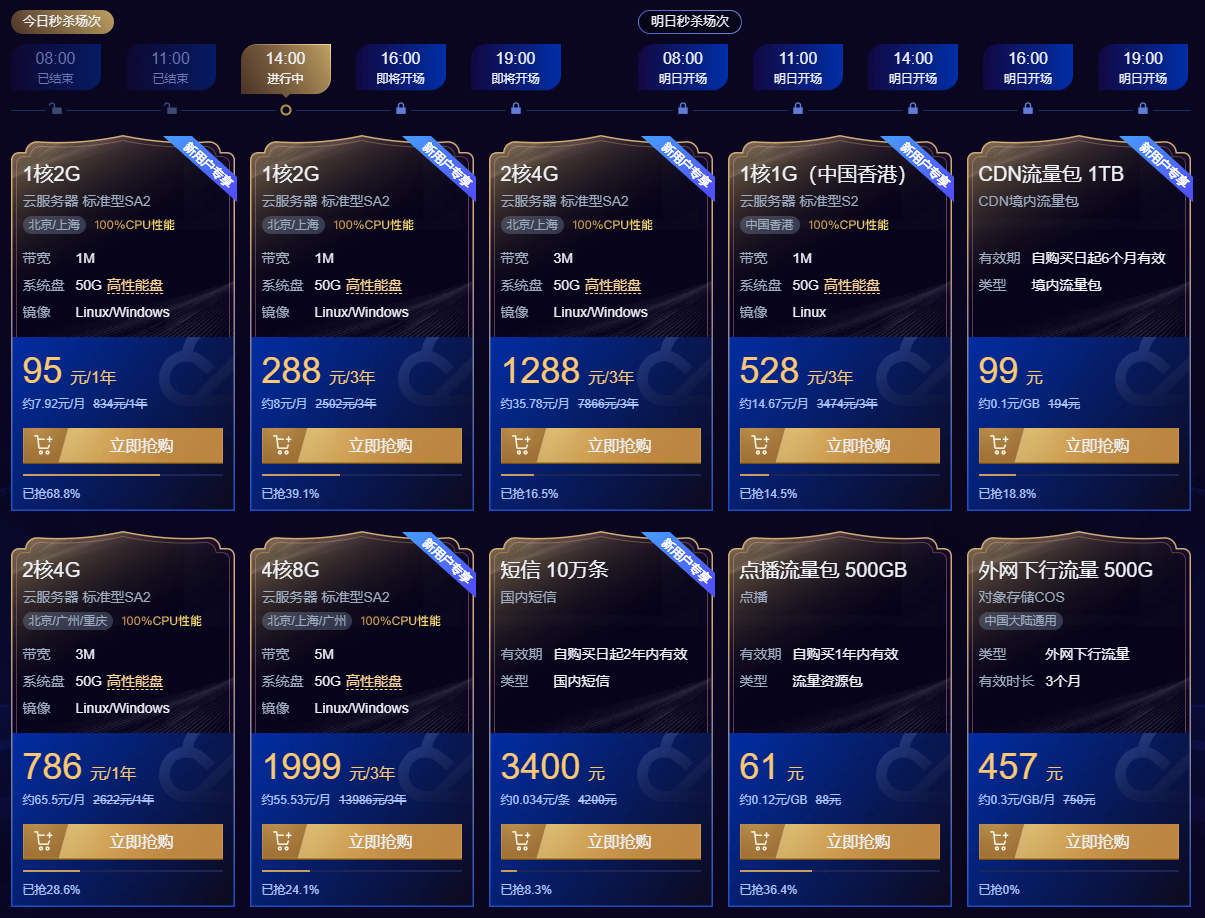 今日秒杀场次
明日秒杀场次
08:00
已结束
11:00
已结束
14:00
进行中
16:00
即将开场
19:00
即将开场
08:00
明日开场
11:00
明日开场
14:00
明日开场
16:00
明日开场
19:00
明日开场
新用户专享
1核2G
云服务器 标准型SA2
北京/上海 100%CPU性能
带宽 1M
系统盘 50G 高性能盘
镜像 Linux/Windows
95 元/1年
约7.92元/月 834元/1年
立即抢购
已抢68.8%
新用户专享
1核2G
云服务器 标准型SA2
北京/上海 100%CPU性能
带宽 1M
系统盘 50G 高性能盘
镜像 Linux/Windows
288 元/3年
约8元/月 2502元/3年
立即抢购
已抢39.1%
新用户专享
2核4G
云服务器 标准型SA2
北京/上海 100%CPU性能
带宽 3M
系统盘 50G 高性能盘
镜像 Linux/Windows
1288 元/3年
约35.78元/月 7866元/3年
立即抢购
已抢16.5%
新用户专享
1核1G（中国香港）
云服务器 标准型S2
中国香港 100%CPU性能
带宽 1M
系统盘 50G 高性能盘
镜像 Linux
528 元/3年
约14.67元/月 3474元/3年
立即抢购
已抢14.5%
新用户专享
CDN流量包 1TB
CDN境内流量包
有效期 自购买日起6个月有效
类型 境内流量包
99 元
约0.1元/GB 194元
立即抢购
已抢18.8%
2核4G
云服务器 标准型SA2
北京/广州/重庆 100%CPU性能
带宽 3M
系统盘 50G 高性能盘
镜像 Linux/Windows
786 元/1年
约65.5元/月 2622元/1年
立即抢购
已抢28.6%
新用户专享
4核8G
云服务器 标准型SA2
北京/上海/广州 100%CPU性能
带宽 5M
系统盘 50G 高性能盘
镜像 Linux/Windows
1999 元/3年
约55.53元/月 13986元/3年
立即抢购
已抢24.1%
新用户专享
短信 10万条
国内短信
有效期 自购买日起2年内有效
类型 国内短信
3400 元
约0.034元/条 4200元
立即抢购
已抢8.3%
点播流量包 500GB
点播
有效期 自购买1年内有效
类型 流量资源包
61 元
约0.12元/GB 88元
立即抢购
已抢36.4%
外网下行流量 500G
对象存储COS
中国大陆通用
类型 外网下行流量
有效时长 3个月
457 元
约0.3元/GB/月 750元
立即抢购
已抢0%